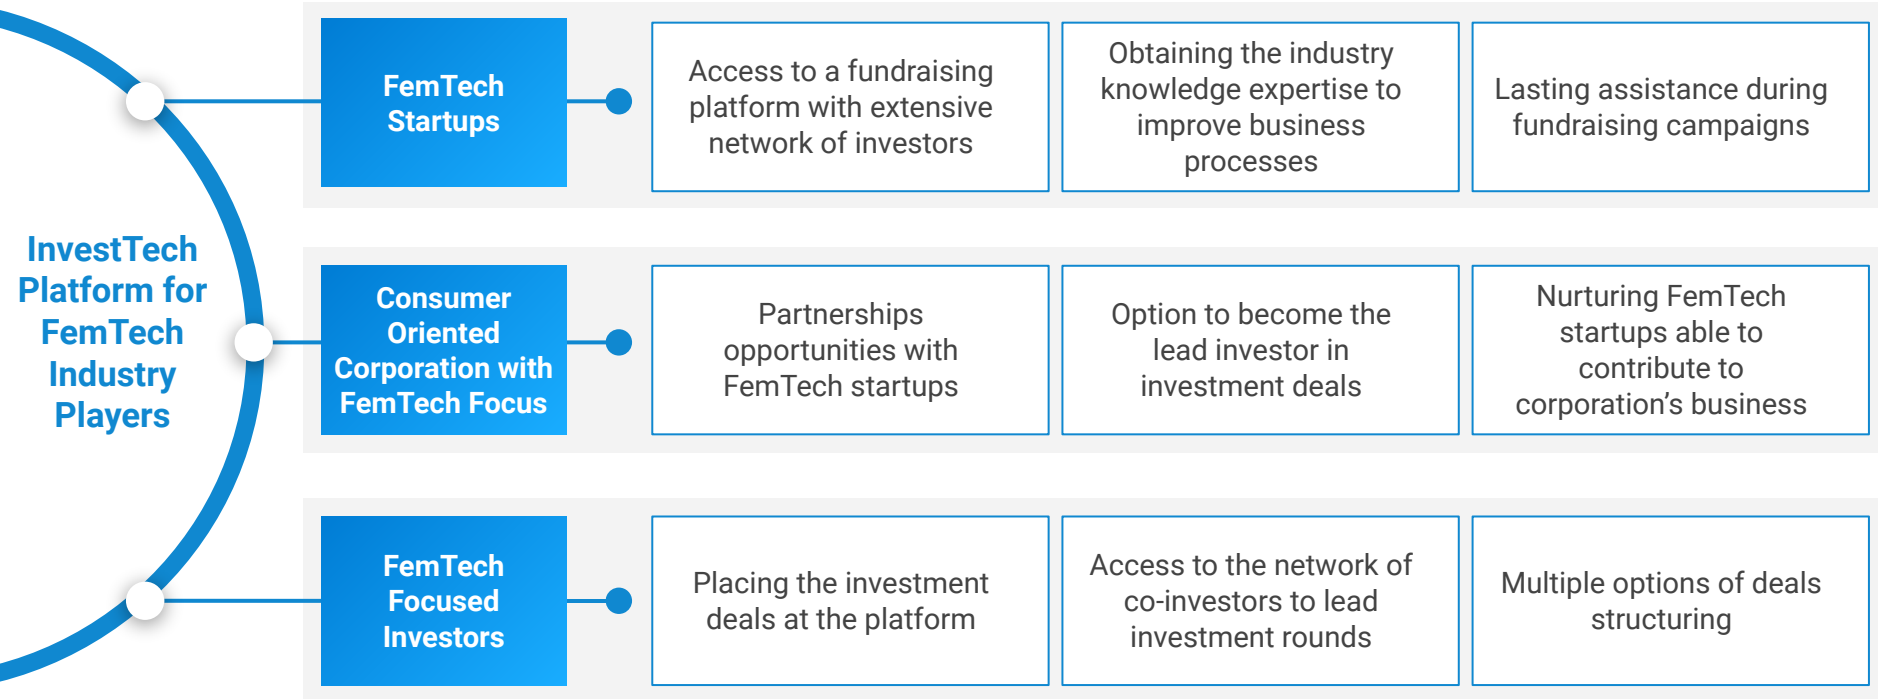 InvestTech
Platform for
FemTech
Industry
Players
FemTech
Startups
Access to a fundraising
platform with extensive
network of investors
Obtaining the industry
knowledge expertise to
improve business
processes
Lasting assistance during
fundraising campaigns
Consumer
Oriented
Corporation with
FemTech Focus
Partnerships
opportunities with
FemTech startups
Option to become the
lead investor in
investment deals
Nurturing FemTech
startups able to
contribute to
corporation’s business
FemTech
Focused
Investors
Placing the investment
deals at the platform
Access to the network of
co-investors to lead
investment rounds
Multiple options of deals
structuring